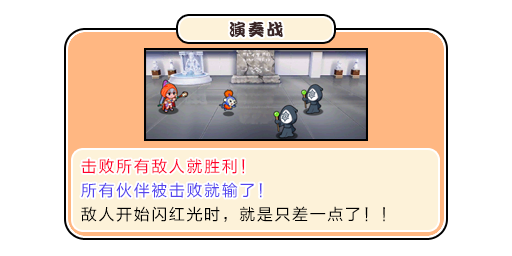 演奏战
击败所有敌人就胜利！
所有伙伴被击败就输了！
敌人开始闪红光时，就是只差一点了！！